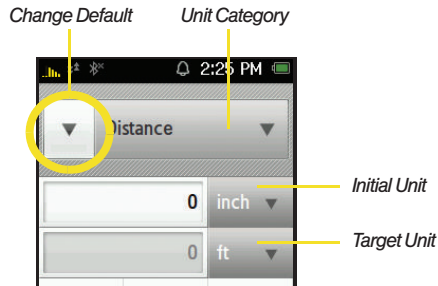 Change Default
Unit Category
2:25 PM
Distance
0 inch
Initial Unit
0 ft
Target Unit